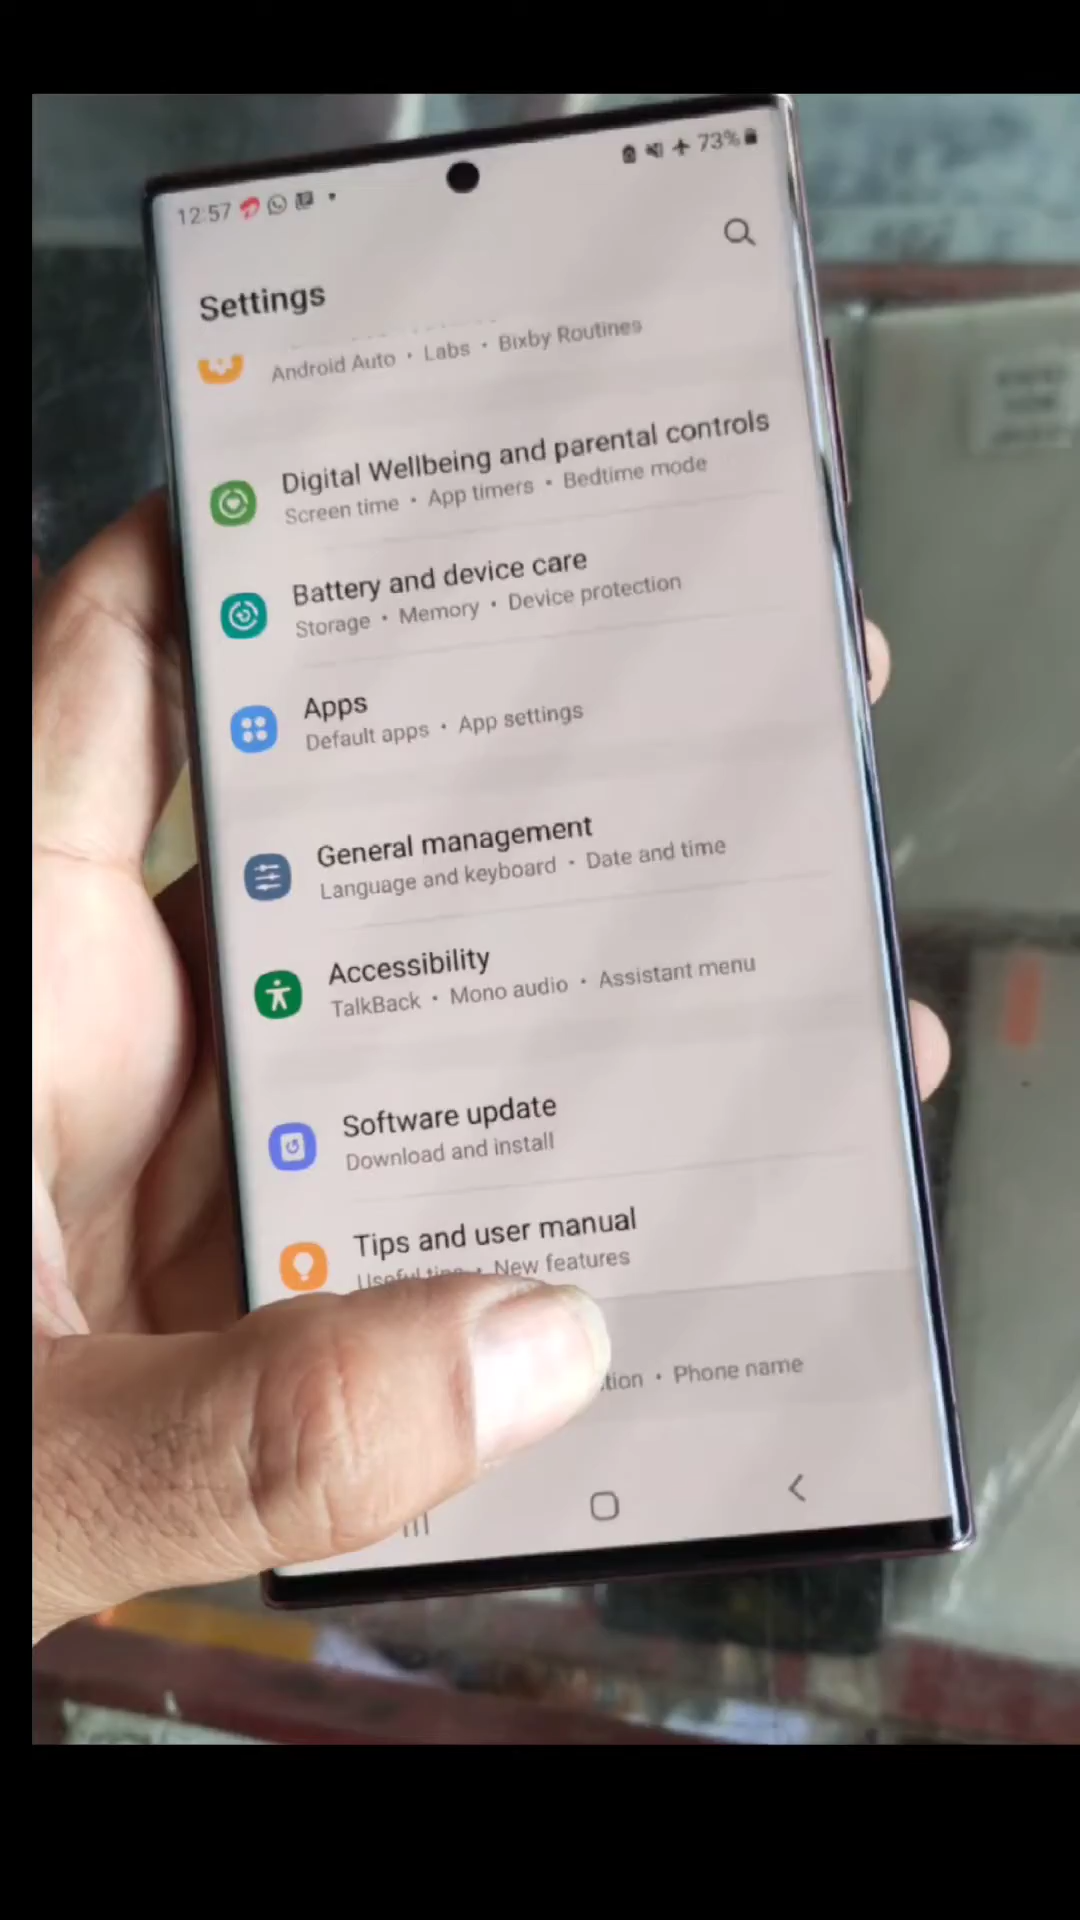 12:57
73%
Settings
Android Auto • Labs • Bixby Routines
Digital Wellbeing and parental controls
Screen time • App timers • Bedtime mode
Battery and device care
Storage • Memory • Device protection
Apps
Default apps • App settings
General management
Language and keyboard • Date and time
Accessibility
TalkBack • Mono audio • Assistant menu
Software update
Download and install
Tips and user manual
Useful • New features
• Phone name